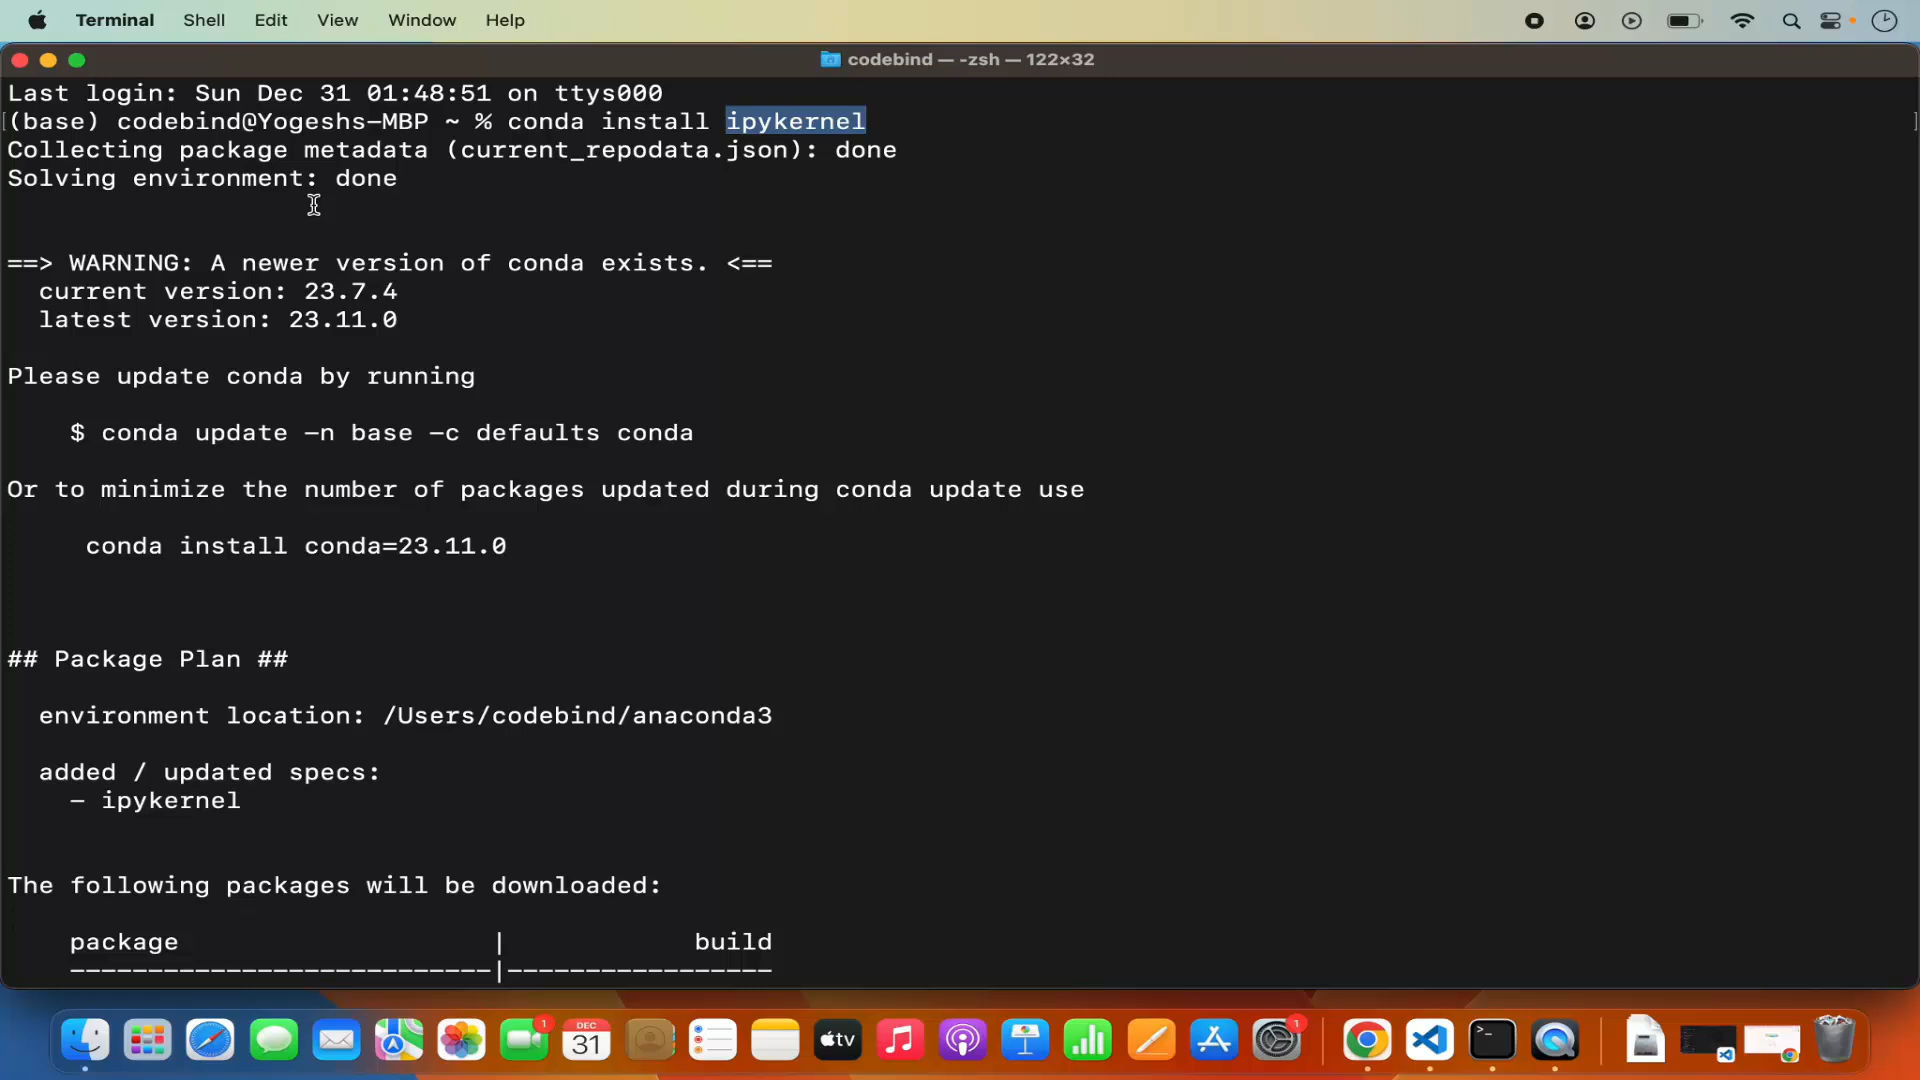 Terminal Shell Edit View Window Help
codebind — -zsh — 122×32
Last login: Sun Dec 31 01:48:51 on ttys000
[(base) codebind@Yogeshs-MBP ~ % conda install ipykernel ]
Collecting package metadata (current_repodata.json): done
Solving environment: done
==> WARNING: A newer version of conda exists. <==
current version: 23.7.4
latest version: 23.11.0
Please update conda by running
$ conda update -n base -c defaults conda
Or to minimize the number of packages updated during conda update use
conda install conda=23.11.0
## Package Plan ##
environment location: /Users/codebind/anaconda3
added / updated specs:
- ipykernel
The following packages will be downloaded:
package | build
---------------------------|-----------------
1
DEC
31
tv
1
>_